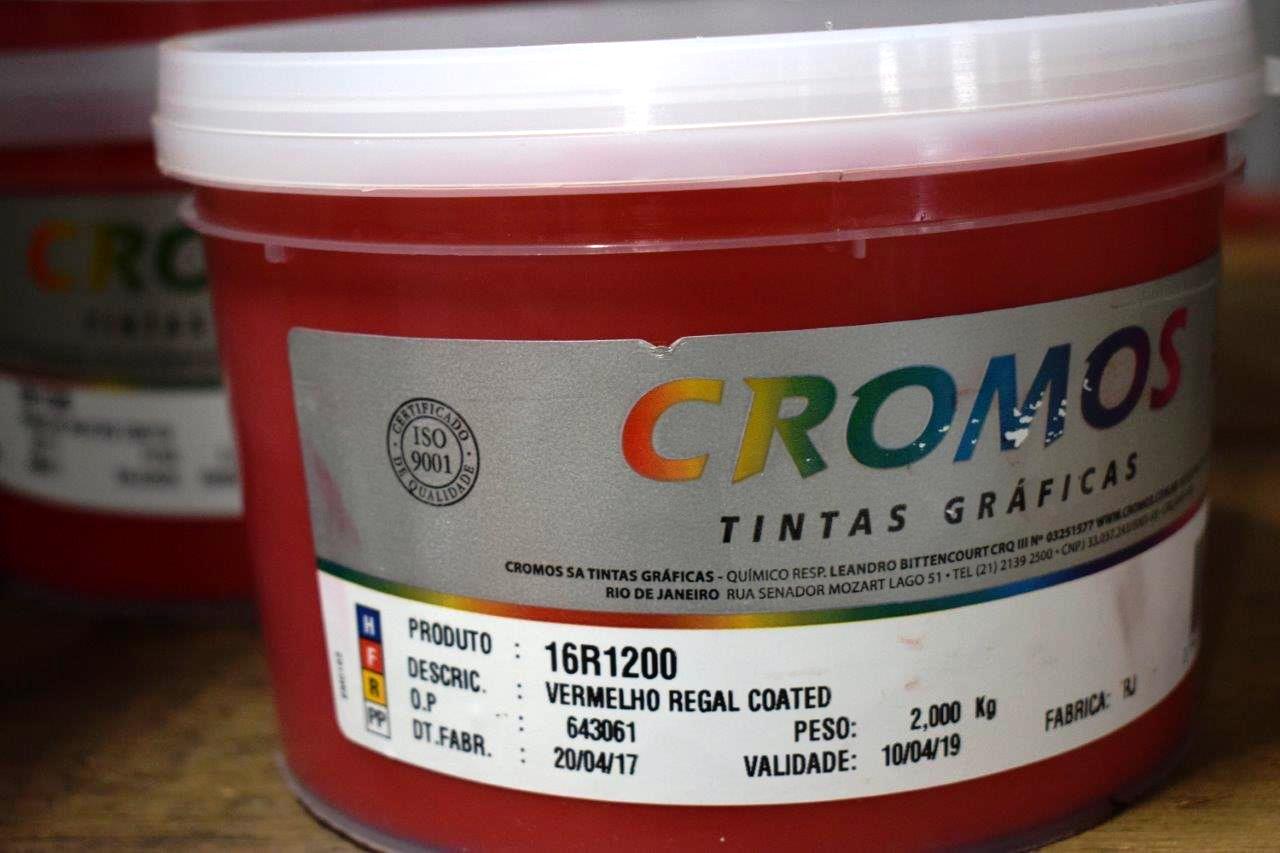 CROMOS
TINTAS GRÁFICAS
CERTIFICADO
ISO
9001
DE QUALIDADE
CROMOS SA TINTAS GRÁFICAS - QUÍMICO RESP. LEANDRO BITTENCOURT CRQ III Nº 03251577
RIO DE JANEIRO RUA SENADOR MOZART LAGO 51 • TEL (21) 2139 2500 • CNPJ
H
F
R
PP
PRODUTO : 16R1200
DESCRIC. : VERMELHO REGAL COATED
O.P : 643061 PESO: 2,000 Kg FABRICA: RJ
DT.FABR. : 20/04/17 VALIDADE: 10/04/19
CRO
TINTAS